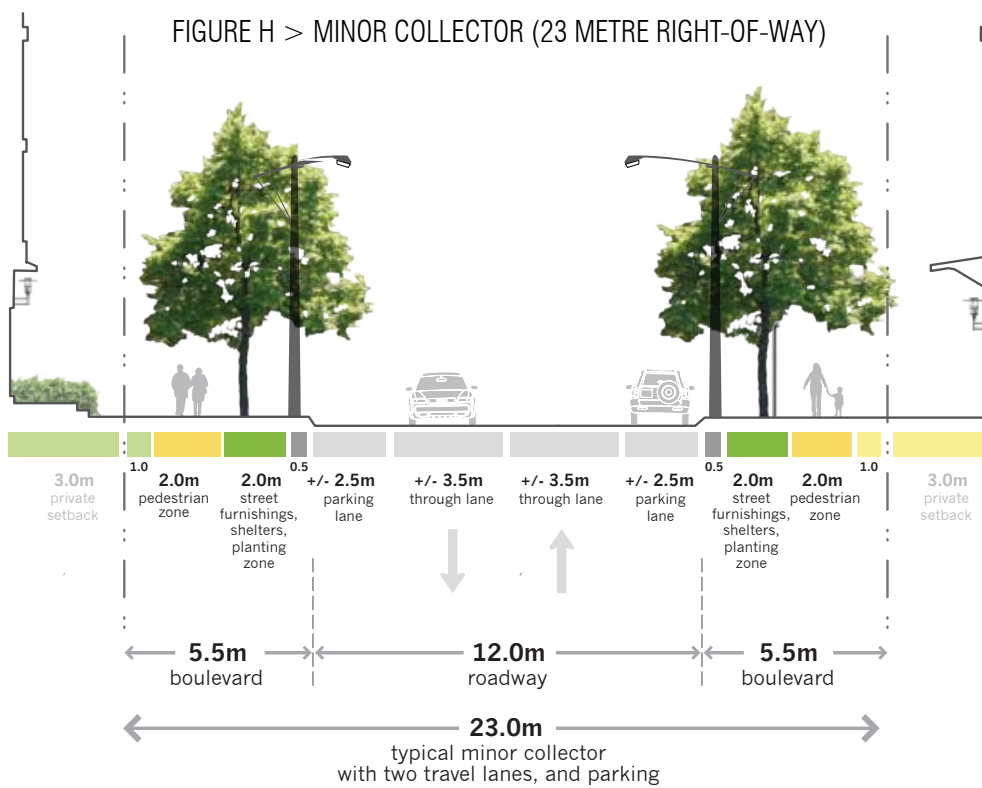 FIGURE H > MINOR COLLECTOR (23 METRE RIGHT-OF-WAY)
3.0m
private
setback
1.0
2.0m
pedestrian
zone
2.0m
street
furnishings,
shelters,
planting
zone
0.5
+/- 2.5m
parking
lane
+/- 3.5m
through lane
+/- 3.5m
through lane
+/- 2.5m
parking
lane
0.5
2.0m
street
furnishings,
shelters,
planting
zone
2.0m
pedestrian
zone
1.0
3.0m
private
setback
5.5m
boulevard
12.0m
roadway
5.5m
boulevard
23.0m
typical minor collector
with two travel lanes, and parking